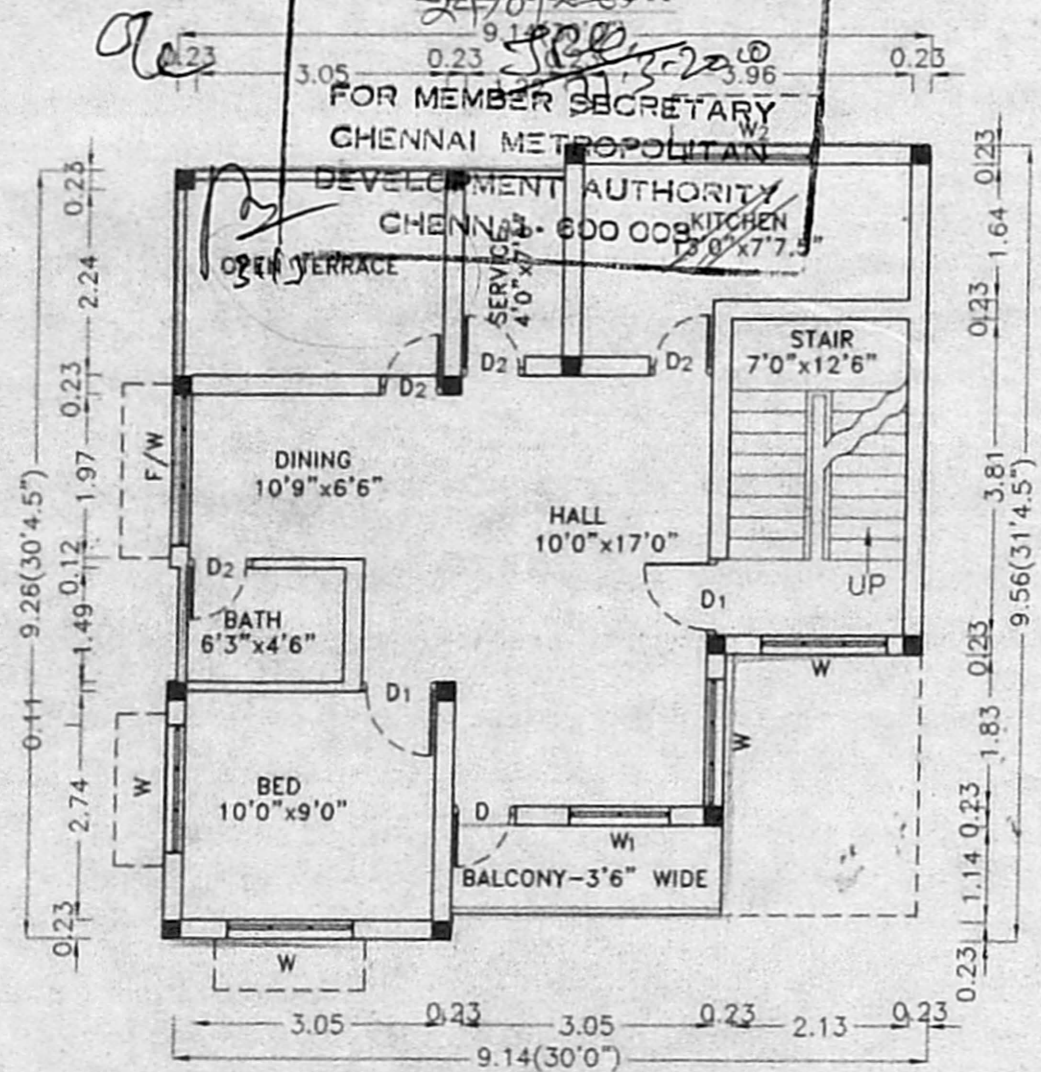 9.14(30'0")
0.23
3.05
0.23
3.96
0.23
FOR MEMBER SECRETARY
CHENNAI METROPOLITAN
DEVELOPMENT AUTHORITY
CHENNAI- 600 008
W2
KITCHEN
OPEN TERRACE
SERVICE
STAIR
7'0"x12'6"
D2
D2
D2
F/W
DINING
10'9"x6'6"
HALL
10'0"x17'0"
UP
D2
BATH
6'3"x4'6"
D1
D1
W
W
W
BED
10'0"x9'0"
D
W1
BALCONY-3'6" WIDE
W
0.23
2.24
0.23
1.97
0.12
1.49
0.11
2.74
0.23
9.26(30'4.5")
0.23
1.64
0.23
3.81
0.23
1.83
0.23
1.14
0.23
9.56(31'4.5")
3.05
0.23
3.05
0.23
2.13
0.23
9.14(30'0")